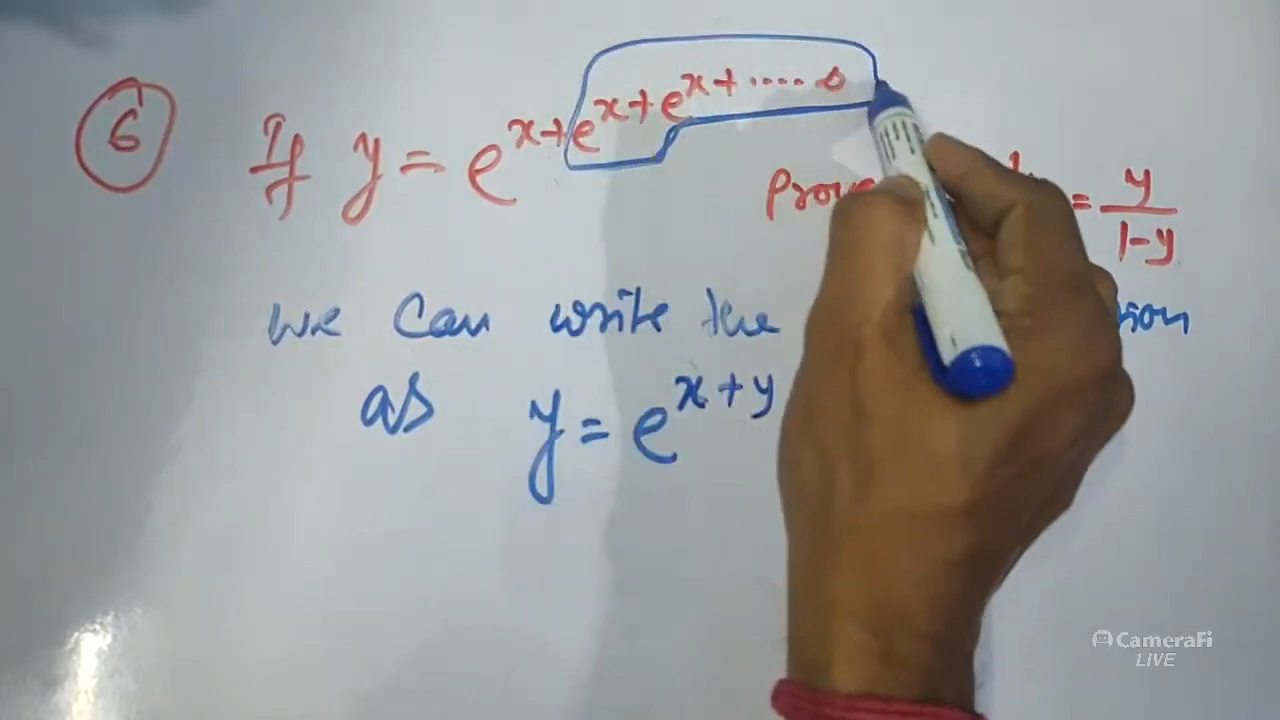 6 If y = e^{x+e^{x+e^{x+.....∞}}}
Prove = y/(1-y)
we can write the
as y = e^{x+y}
CameraFi
LiVE